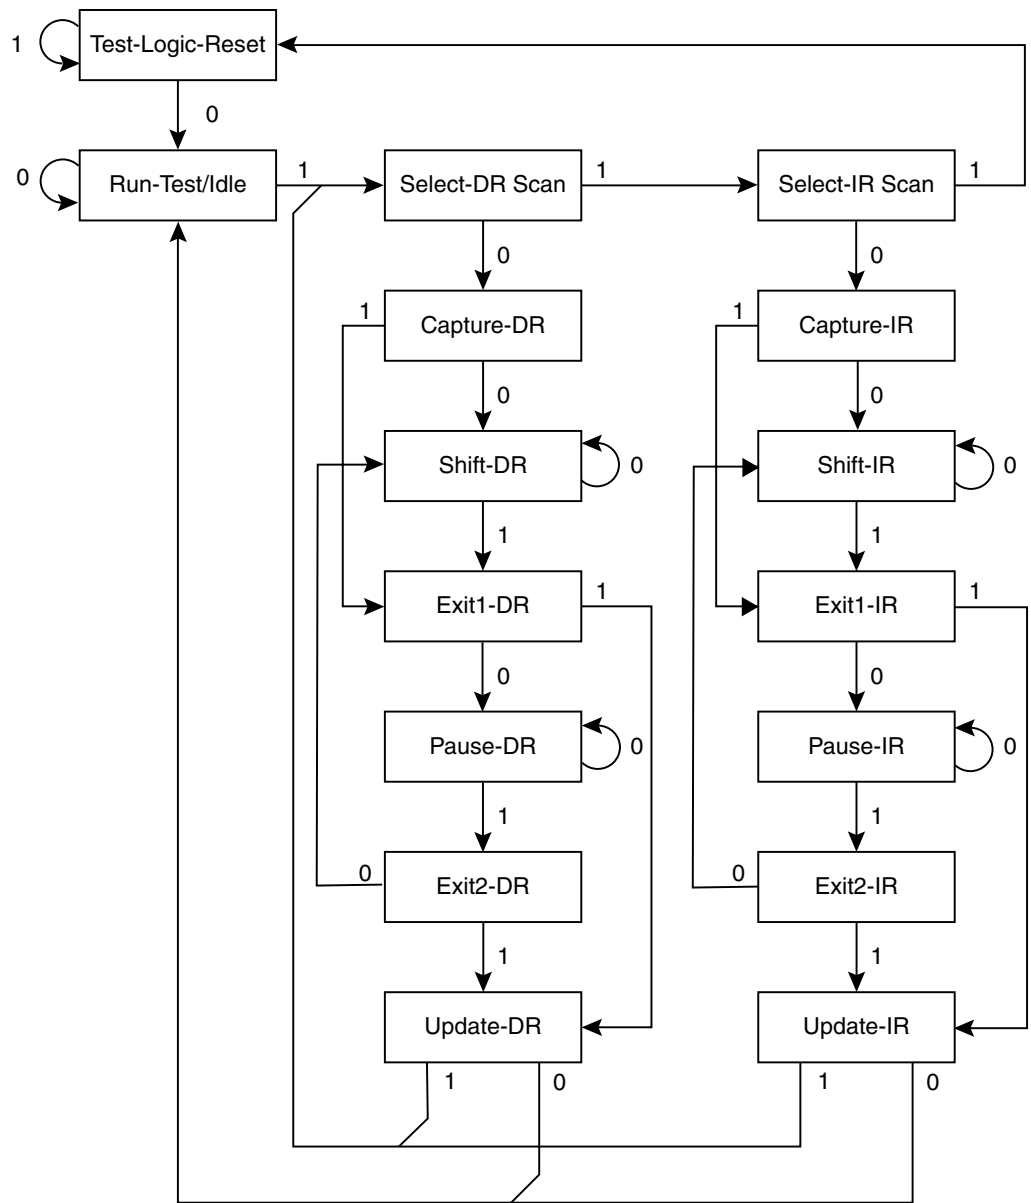 1
Test-Logic-Reset
0
0
Run-Test/Idle
1
Select-DR Scan
1
Select-IR Scan
1
0
0
1
Capture-DR
1
Capture-IR
0
0
Shift-DR
0
Shift-IR
0
1
1
Exit1-DR
1
Exit1-IR
1
0
0
Pause-DR
0
Pause-IR
0
1
1
0
Exit2-DR
0
Exit2-IR
1
1
Update-DR
Update-IR
1
0
1
0